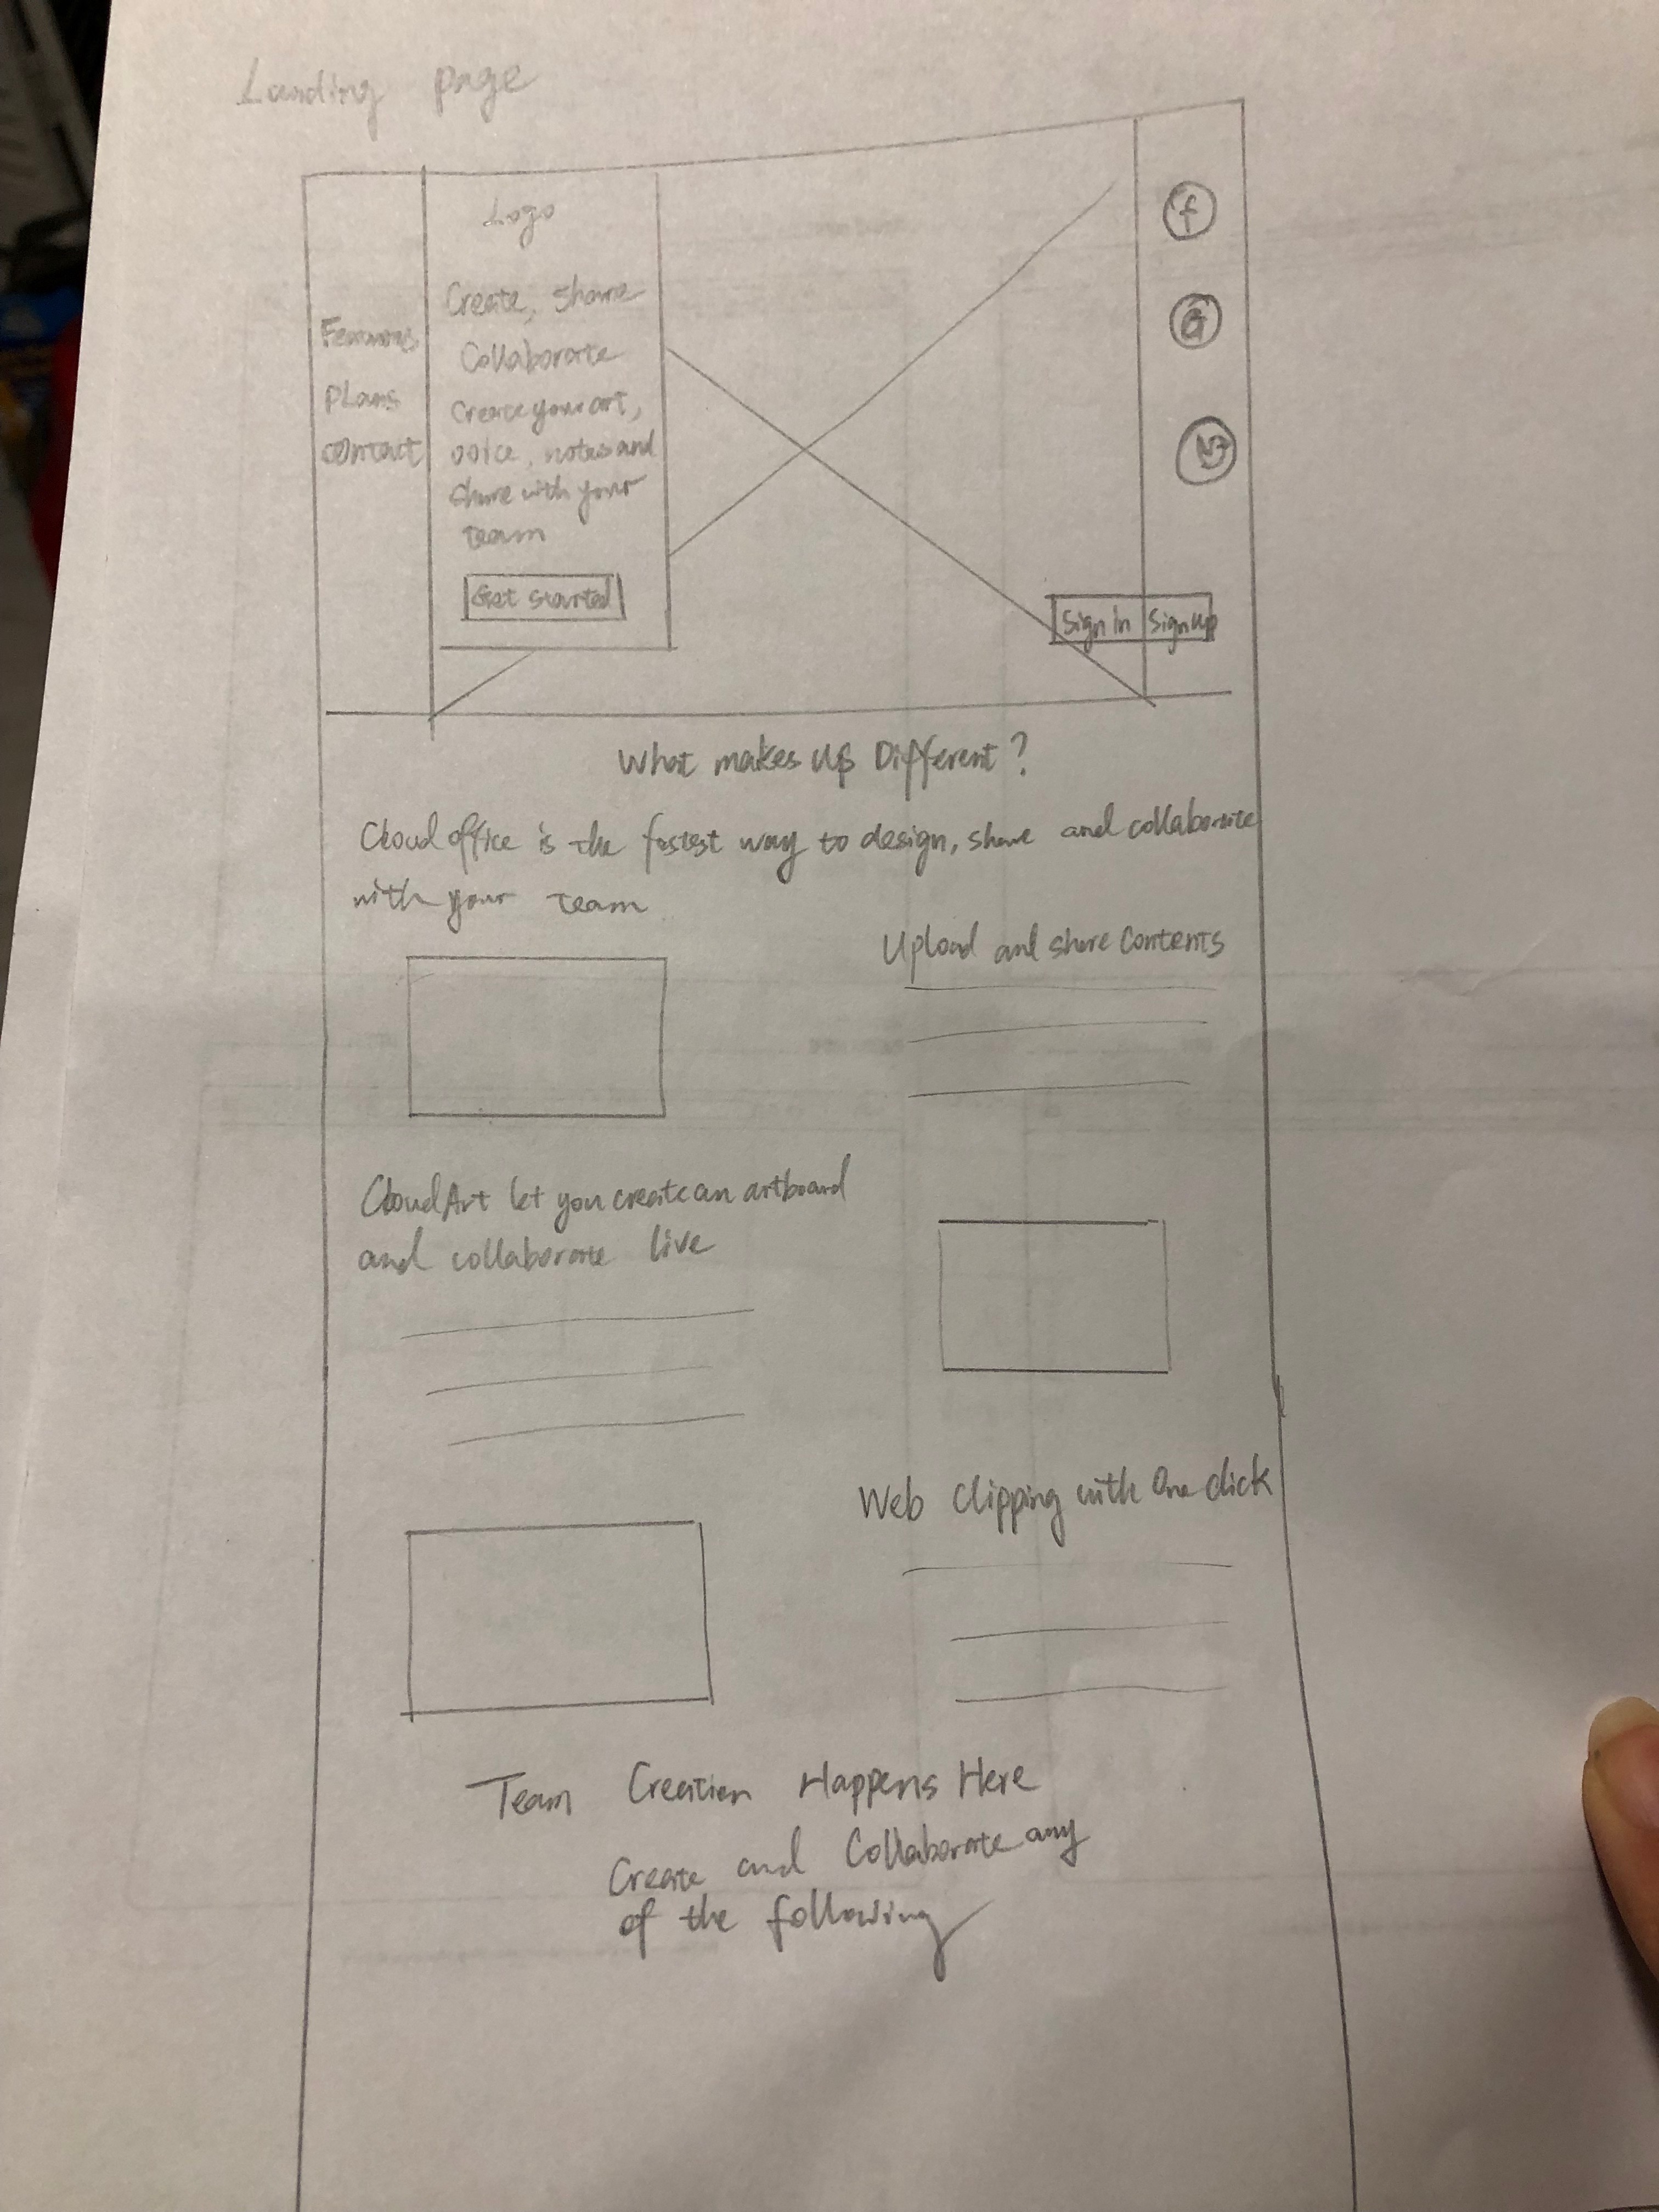 Landing page
Logo
Create, Share
Collaborate
Create your art,
voice, notes and
share with your
team
Get started
Features
Plans
contact
f
G
Sign In
Sign up
What makes Us Different?
Cloud office is the fastest way to design, share and collaborate
with your team
Upload and share Contents
Cloud Art let you create an artboard
and collaborate live
Web Clipping with One click
Team Creation Happens Here
Create and Collaborate any
of the following